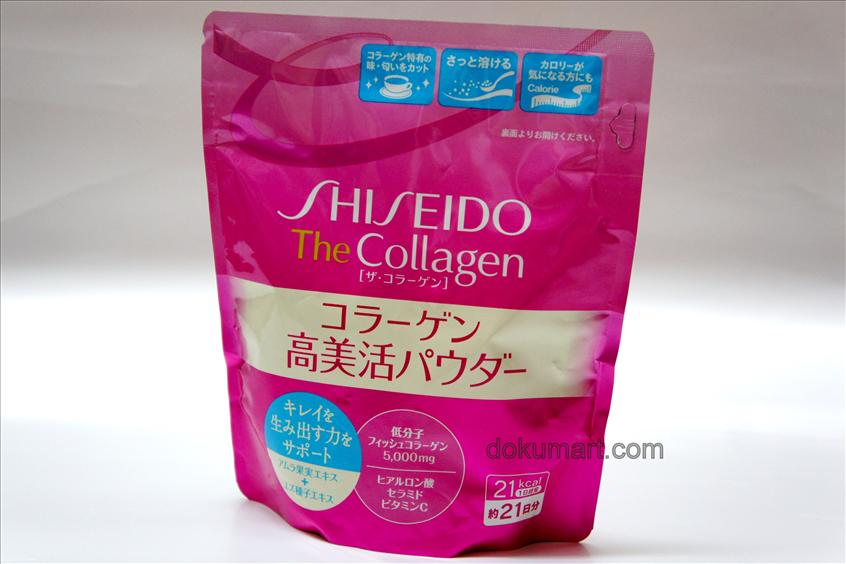 コラーゲン特有の
味・匂いをカット
さっと溶ける
カロリーが
気になる方にも
Calorie
裏面よりお開けください。
SHISEIDO
The Collagen
[ザ・コラーゲン]
コラーゲン
高美活パウダー
キレイを
生み出す力を
サポート
アムラ果実エキス
+
ユズ種子エキス
低分子
フィッシュコラーゲン
5,000mg
ヒアルロン酸
セラミド
ビタミンC
dokumart.com
21kcal
1日目安
約21日分